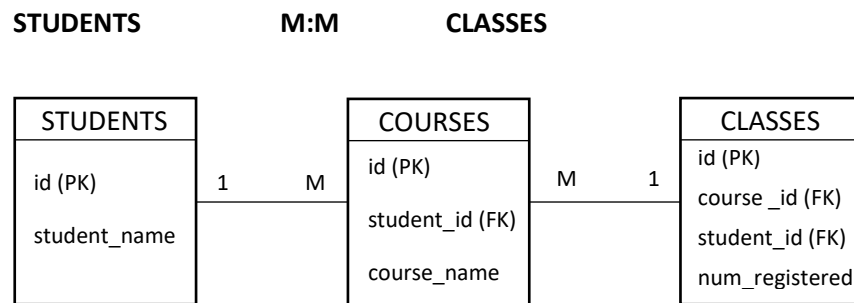 STUDENTS M:M CLASSES
STUDENTS
id (PK)
student_name
1 M
COURSES
id (PK)
student_id (FK)
course_name
M 1
CLASSES
id (PK)
course _id (FK)
student_id (FK)
num_registered